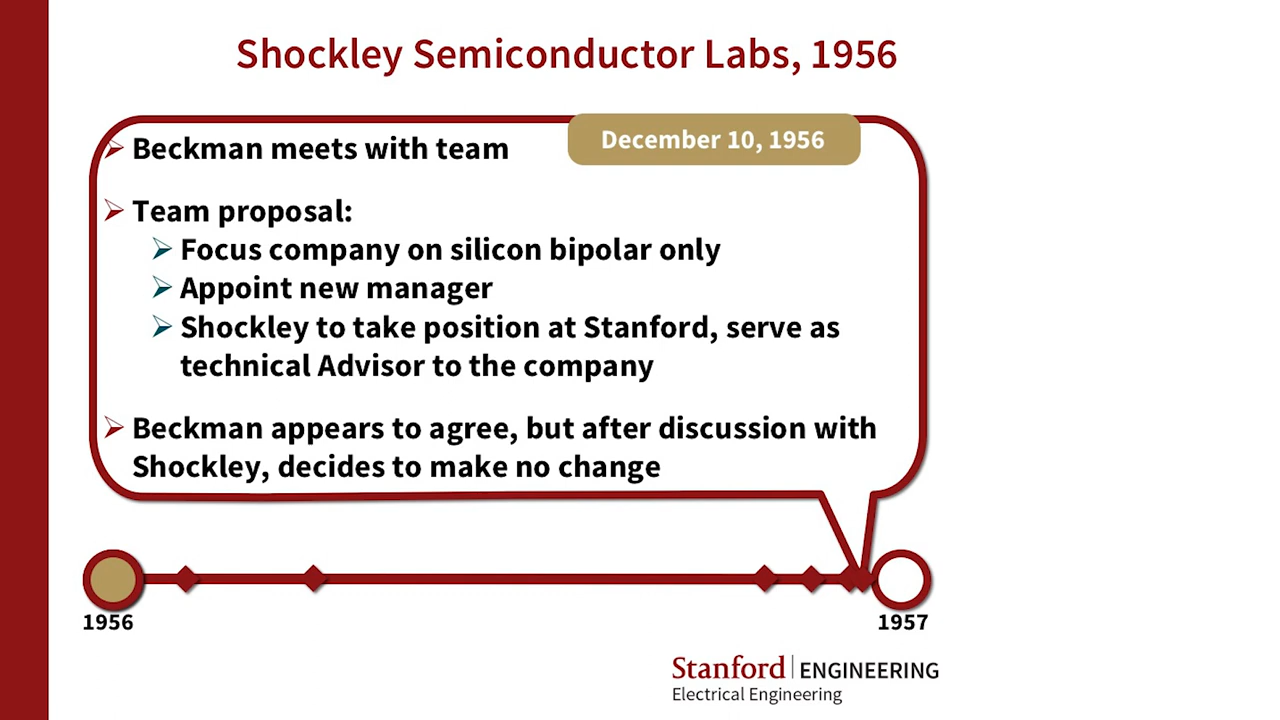 Shockley Semiconductor Labs, 1956
December 10, 1956
Beckman meets with team
Team proposal:
Focus company on silicon bipolar only
Appoint new manager
Shockley to take position at Stanford, serve as
technical Advisor to the company
Beckman appears to agree, but after discussion with
Shockley, decides to make no change
1956
1957
Stanford ENGINEERING
Electrical Engineering